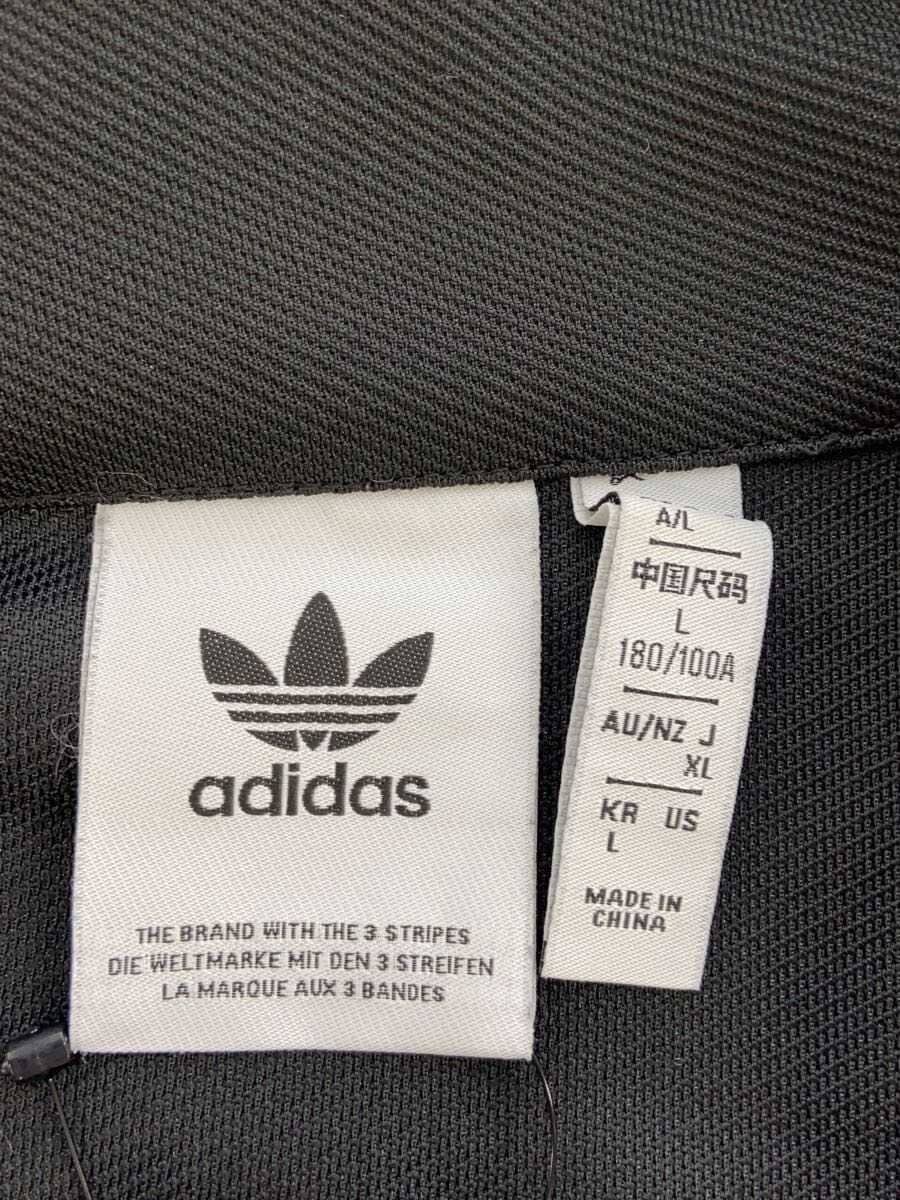 adidas
THE BRAND WITH THE 3 STRIPES
DIE WELTMARKE MIT DEN 3 STREIFEN
LA MARQUE AUX 3 BANDES
A/L
中国尺码
L
180/100A
AU/NZ J
XL
KR US
L
MADE IN
CHINA